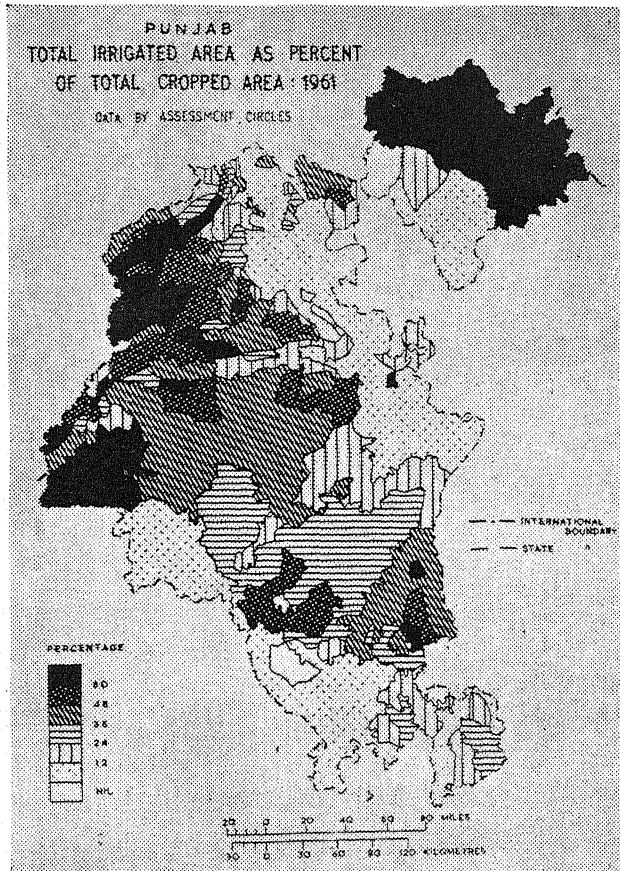 PUNJAB
TOTAL IRRIGATED AREA AS PERCENT
OF TOTAL CROPPED AREA : 1961
DATA BY ASSESSMENT CIRCLES
INTERNATIONAL
BOUNDARY
STATE "
PERCENTAGE
60
48
36
24
12
NIL
20 0 20 40 60 80 MILES
30 0 30 60 90 120 KILOMETRES